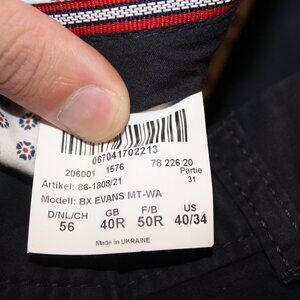 067041702213
206001 1576 78 226 20
Artikel: 86-1808/21 Partie
31
Modell: BX EVANS MT-WA
D/NL/CH GB F/B US
56 40R 50R 40/34
Made in UKRAINE